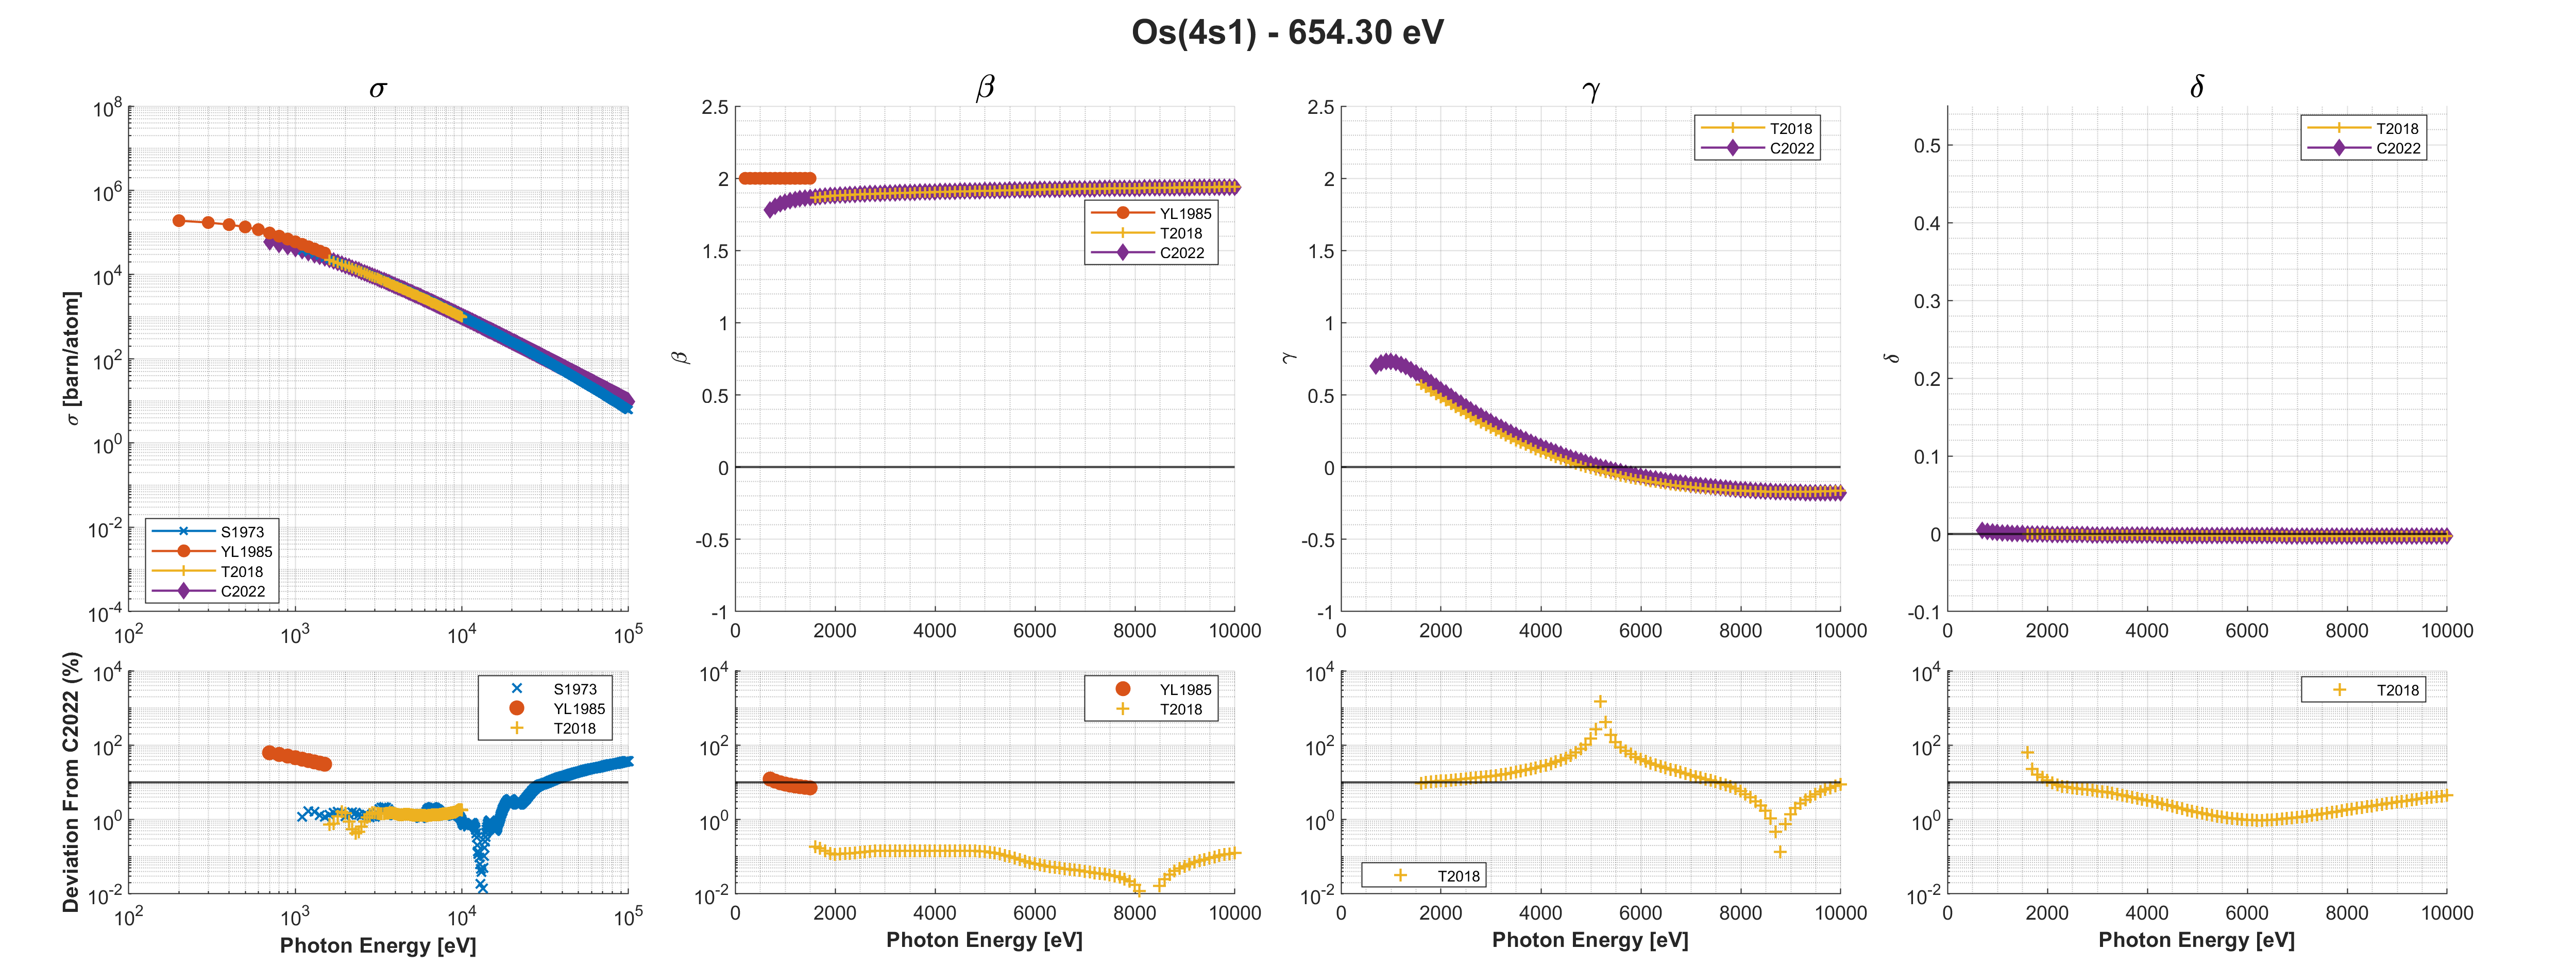 Os(4s1) - 654.30 eV
σ
σ [barn/atom]
10^8
10^6
10^4
10^2
10^0
10^-2
10^-4
10^2
10^3
10^4
10^5
S1973
YL1985
T2018
C2022
β
β
2.5
2
1.5
1
0.5
0
-0.5
-1
0
2000
4000
6000
8000
10000
YL1985
T2018
C2022
γ
γ
2.5
2
1.5
1
0.5
0
-0.5
-1
0
2000
4000
6000
8000
10000
T2018
C2022
δ
δ
0.5
0.4
0.3
0.2
0.1
0
-0.1
0
2000
4000
6000
8000
10000
T2018
C2022
Deviation From C2022 (%)
10^4
10^2
10^0
10^-2
10^2
10^3
10^4
10^5
Photon Energy [eV]
S1973
YL1985
T2018
10^4
10^2
10^0
10^-2
0
2000
4000
6000
8000
10000
Photon Energy [eV]
YL1985
T2018
10^4
10^2
10^0
10^-2
0
2000
4000
6000
8000
10000
Photon Energy [eV]
T2018
10^4
10^2
10^0
10^-2
0
2000
4000
6000
8000
10000
Photon Energy [eV]
T2018